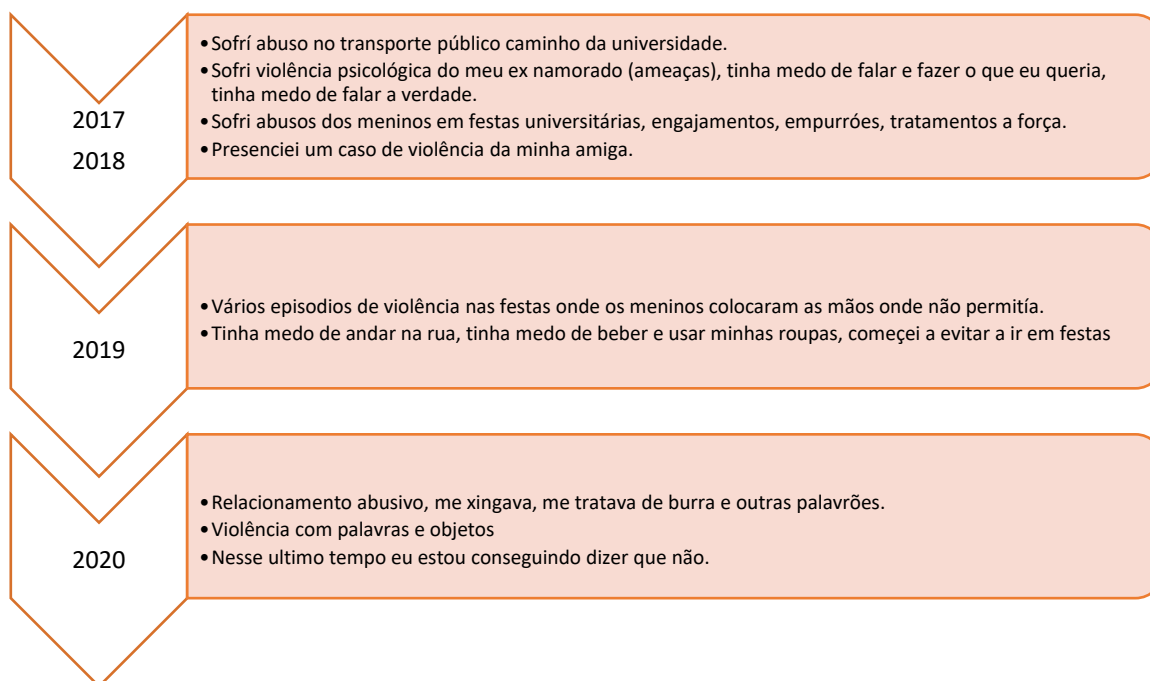 2017
2018
•Sofrí abuso no transporte público caminho da universidade.
•Sofri violência psicológica do meu ex namorado (ameaças), tinha medo de falar e fazer o que eu queria,
tinha medo de falar a verdade.
•Sofri abusos dos meninos em festas universitárias, engajamentos, empurróes, tratamentos a força.
•Presenciei um caso de violência da minha amiga.
2019
•Vários episodios de violência nas festas onde os meninos colocaram as mãos onde não permitía.
•Tinha medo de andar na rua, tinha medo de beber e usar minhas roupas, começei a evitar a ir em festas
2020
•Relacionamento abusivo, me xingava, me tratava de burra e outras palavrões.
•Violência com palavras e objetos
•Nesse ultimo tempo eu estou conseguindo dizer que não.